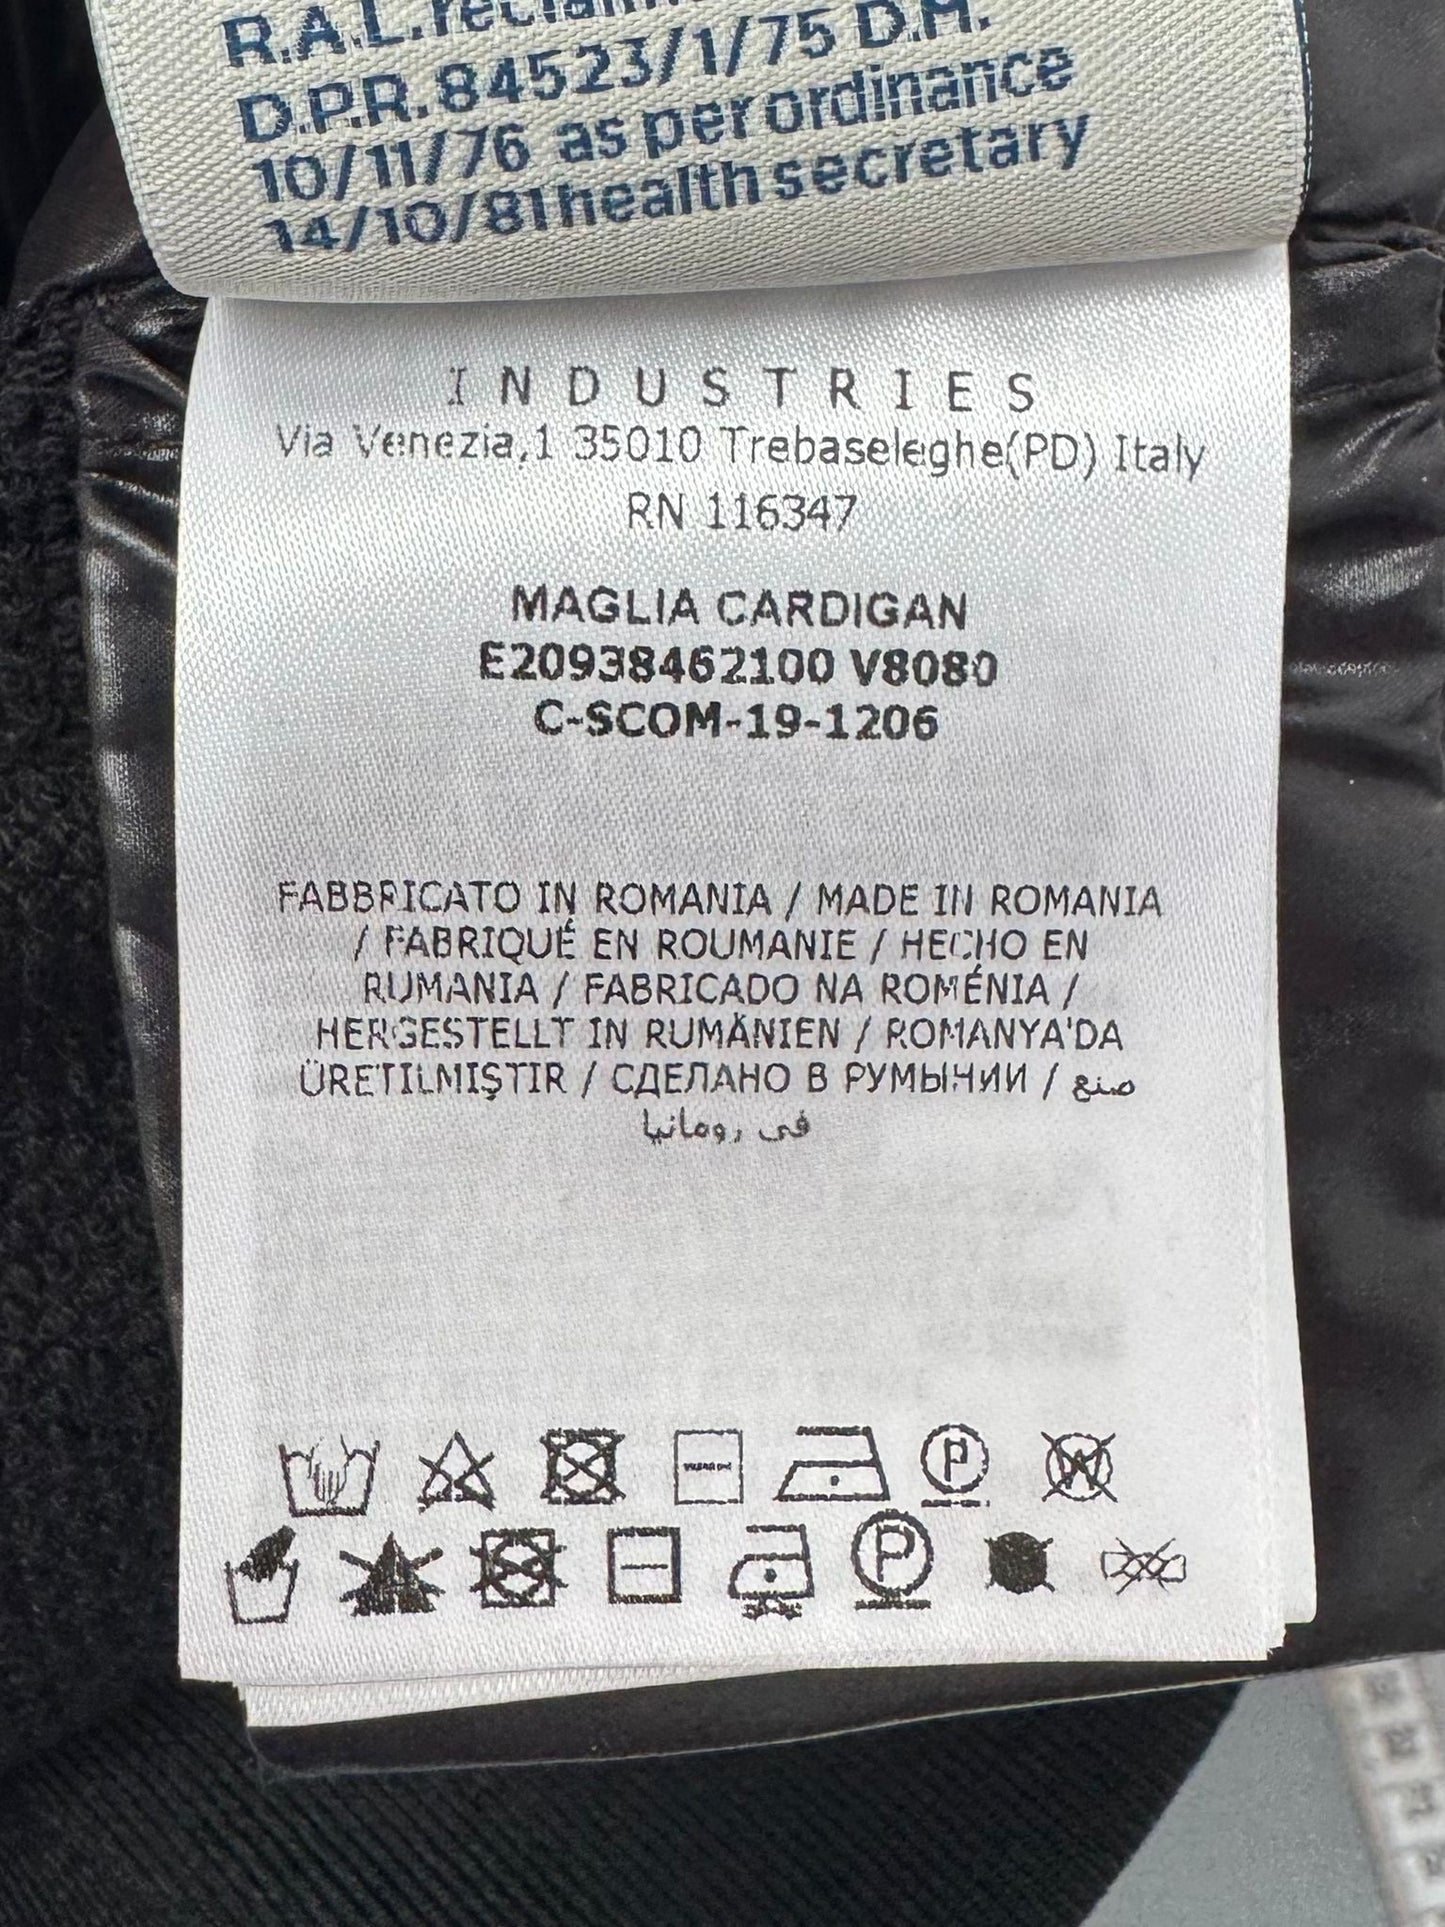 R.A.L.reclam
D.P.R.84523/1/75 D.M.
10/11/76 as per ordinance
14/10/81 health secretary
INDUSTRIES
Via Venezia,1 35010 Trebaseleghe(PD) Italy
RN 116347
MAGLIA CARDIGAN
E20938462100 V8080
C-SCOM-19-1206
FABBRICATO IN ROMANIA / MADE IN ROMANIA
/ FABRIQUÉ EN ROUMANIE / HECHO EN
RUMANIA / FABRICADO NA ROMÉNIA /
HERGESTELLT IN RUMÄNIEN / ROMANYA'DA
ÜRETILMIŞTIR / СДЕЛАНО В РУМЫНИИ / صنع
في رومانيا
P W
P